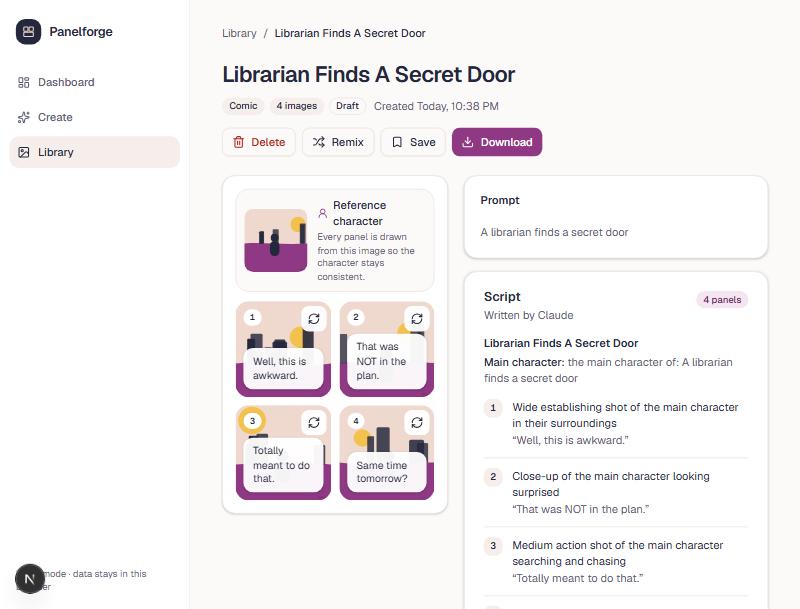 Panelforge
Dashboard
Create
Library
mode · data stays in this
N
Library / Librarian Finds A Secret Door
Librarian Finds A Secret Door
Comic 4 images Draft Created Today, 10:38 PM
Delete Remix Save Download
Reference
character
Every panel is drawn
from this image so the
character stays
consistent.
1
Well, this is
awkward.
2
That was
NOT in the
plan.
3
Totally
meant to do
that.
4
Same time
tomorrow?
Prompt
A librarian finds a secret door
Script
4 panels
Written by Claude
Librarian Finds A Secret Door
Main character: the main character of: A librarian
finds a secret door
1
Wide establishing shot of the main character
in their surroundings
“Well, this is awkward.”
2
Close-up of the main character looking
surprised
“That was NOT in the plan.”
3
Medium action shot of the main character
searching and chasing
“Totally meant to do that.”